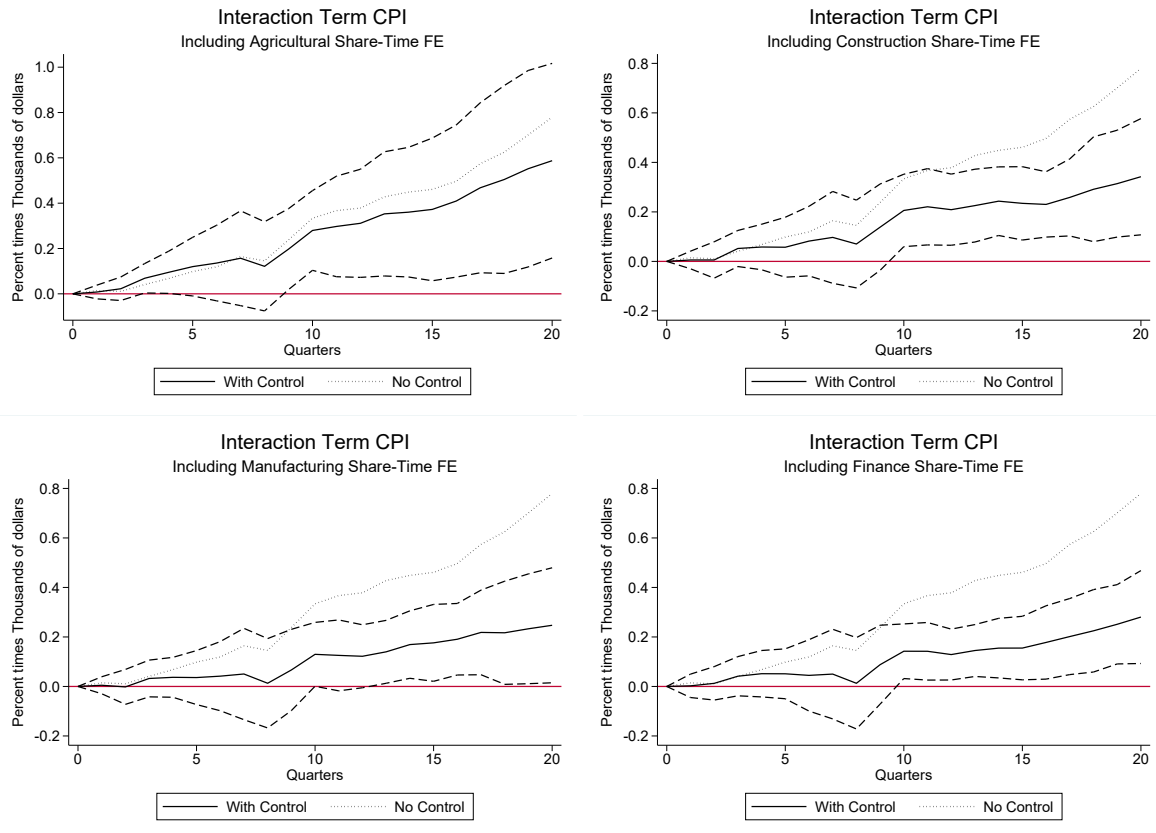 Interaction Term CPI
Including Agricultural Share-Time FE
Percent times Thousands of dollars
1.0
0.8
0.6
0.4
0.2
0.0
0 5 10 15 20
Quarters
With Control No Control
Interaction Term CPI
Including Construction Share-Time FE
Percent times Thousands of dollars
0.8
0.6
0.4
0.2
0.0
-0.2
0 5 10 15 20
Quarters
With Control No Control
Interaction Term CPI
Including Manufacturing Share-Time FE
Percent times Thousands of dollars
0.8
0.6
0.4
0.2
0.0
-0.2
0 5 10 15 20
Quarters
With Control No Control
Interaction Term CPI
Including Finance Share-Time FE
Percent times Thousands of dollars
0.8
0.6
0.4
0.2
0.0
-0.2
0 5 10 15 20
Quarters
With Control No Control